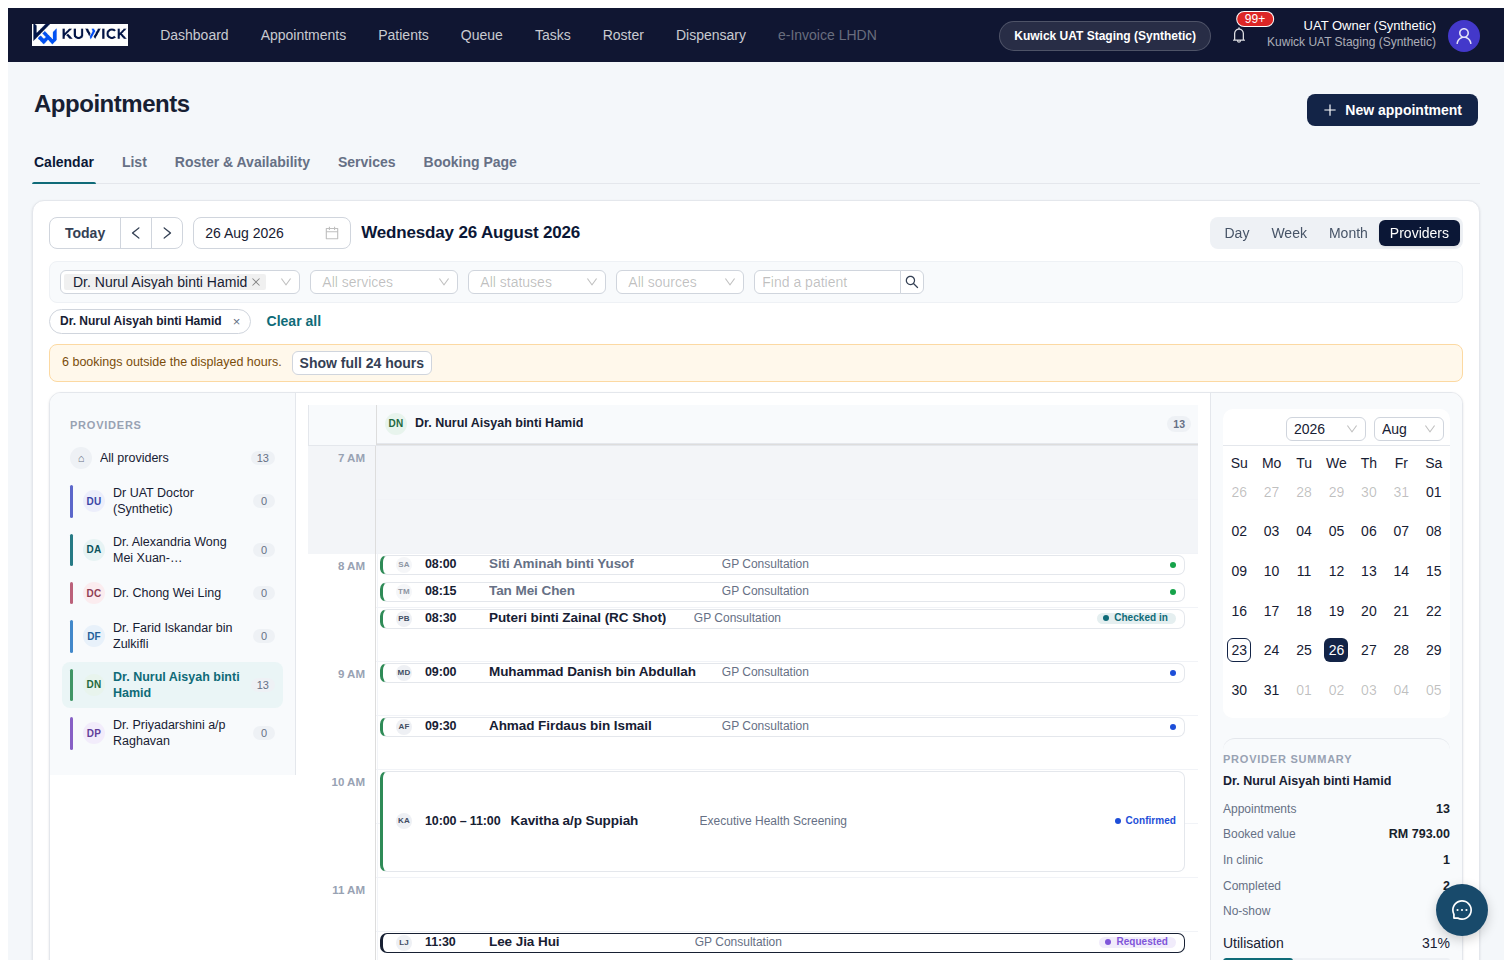 KUWICK
Dashboard Appointments Patients Queue Tasks Roster Dispensary e-Invoice LHDN
Kuwick UAT Staging (Synthetic)
99+
UAT Owner (Synthetic)
Kuwick UAT Staging (Synthetic)
Appointments
New appointment
Calendar List Roster & Availability Services Booking Page
Today 26 Aug 2026 Wednesday 26 August 2026
Day Week Month Providers
Dr. Nurul Aisyah binti Hamid All services All statuses All sources Find a patient
Dr. Nurul Aisyah binti Hamid × Clear all
6 bookings outside the displayed hours. Show full 24 hours
PROVIDERS
All providers 13
DU Dr UAT Doctor
(Synthetic) 0
DA Dr. Alexandria Wong
Mei Xuan-… 0
DC Dr. Chong Wei Ling 0
DF Dr. Farid Iskandar bin
Zulkifli 0
DN Dr. Nurul Aisyah binti
Hamid 13
DP Dr. Priyadarshini a/p
Raghavan 0
DN Dr. Nurul Aisyah binti Hamid 13
7 AM
8 AM
SA 08:00 Siti Aminah binti Yusof GP Consultation
TM 08:15 Tan Mei Chen GP Consultation
PB 08:30 Puteri binti Zainal (RC Shot) GP Consultation Checked in
9 AM
MD 09:00 Muhammad Danish bin Abdullah GP Consultation
AF 09:30 Ahmad Firdaus bin Ismail GP Consultation
10 AM
KA 10:00 – 11:00 Kavitha a/p Suppiah Executive Health Screening Confirmed
11 AM
LJ 11:30 Lee Jia Hui GP Consultation Requested
2026 Aug
Su Mo Tu We Th Fr Sa
26 27 28 29 30 31 01
02 03 04 05 06 07 08
09 10 11 12 13 14 15
16 17 18 19 20 21 22
23 24 25 26 27 28 29
30 31 01 02 03 04 05
PROVIDER SUMMARY
Dr. Nurul Aisyah binti Hamid
Appointments 13
Booked value RM 793.00
In clinic 1
Completed 2
No-show
Utilisation 31%